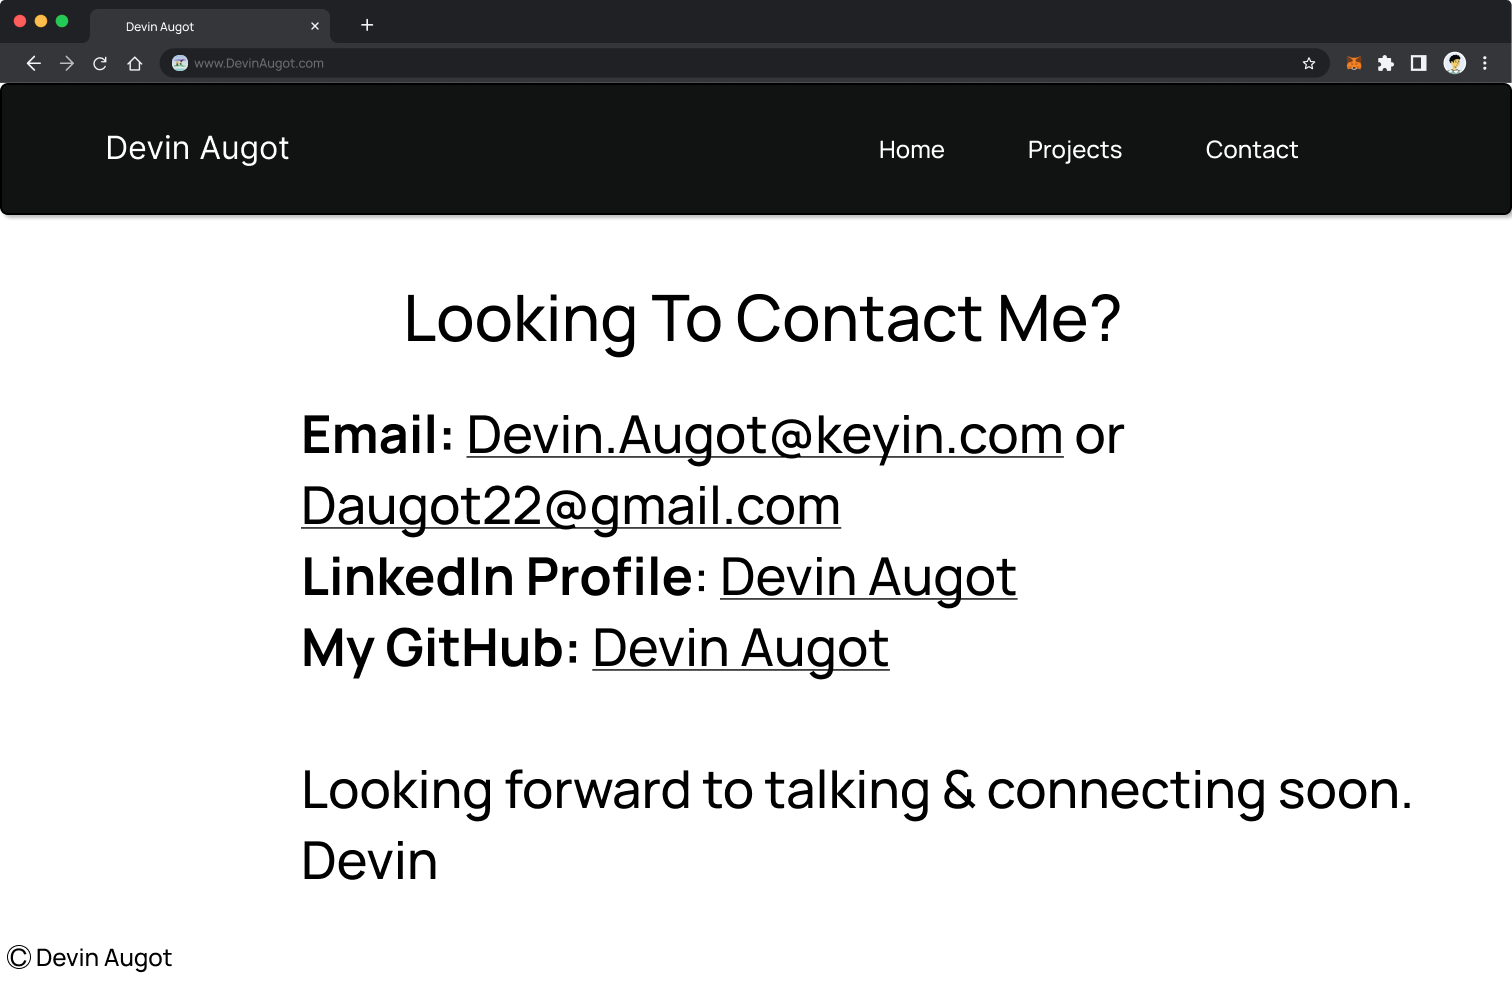 Devin Augot
www.DevinAugot.com
Devin Augot
Home Projects Contact
Looking To Contact Me?
Email: Devin.Augot@keyin.com or
Daugot22@gmail.com
LinkedIn Profile: Devin Augot
My GitHub: Devin Augot
Looking forward to talking & connecting soon.
Devin
© Devin Augot